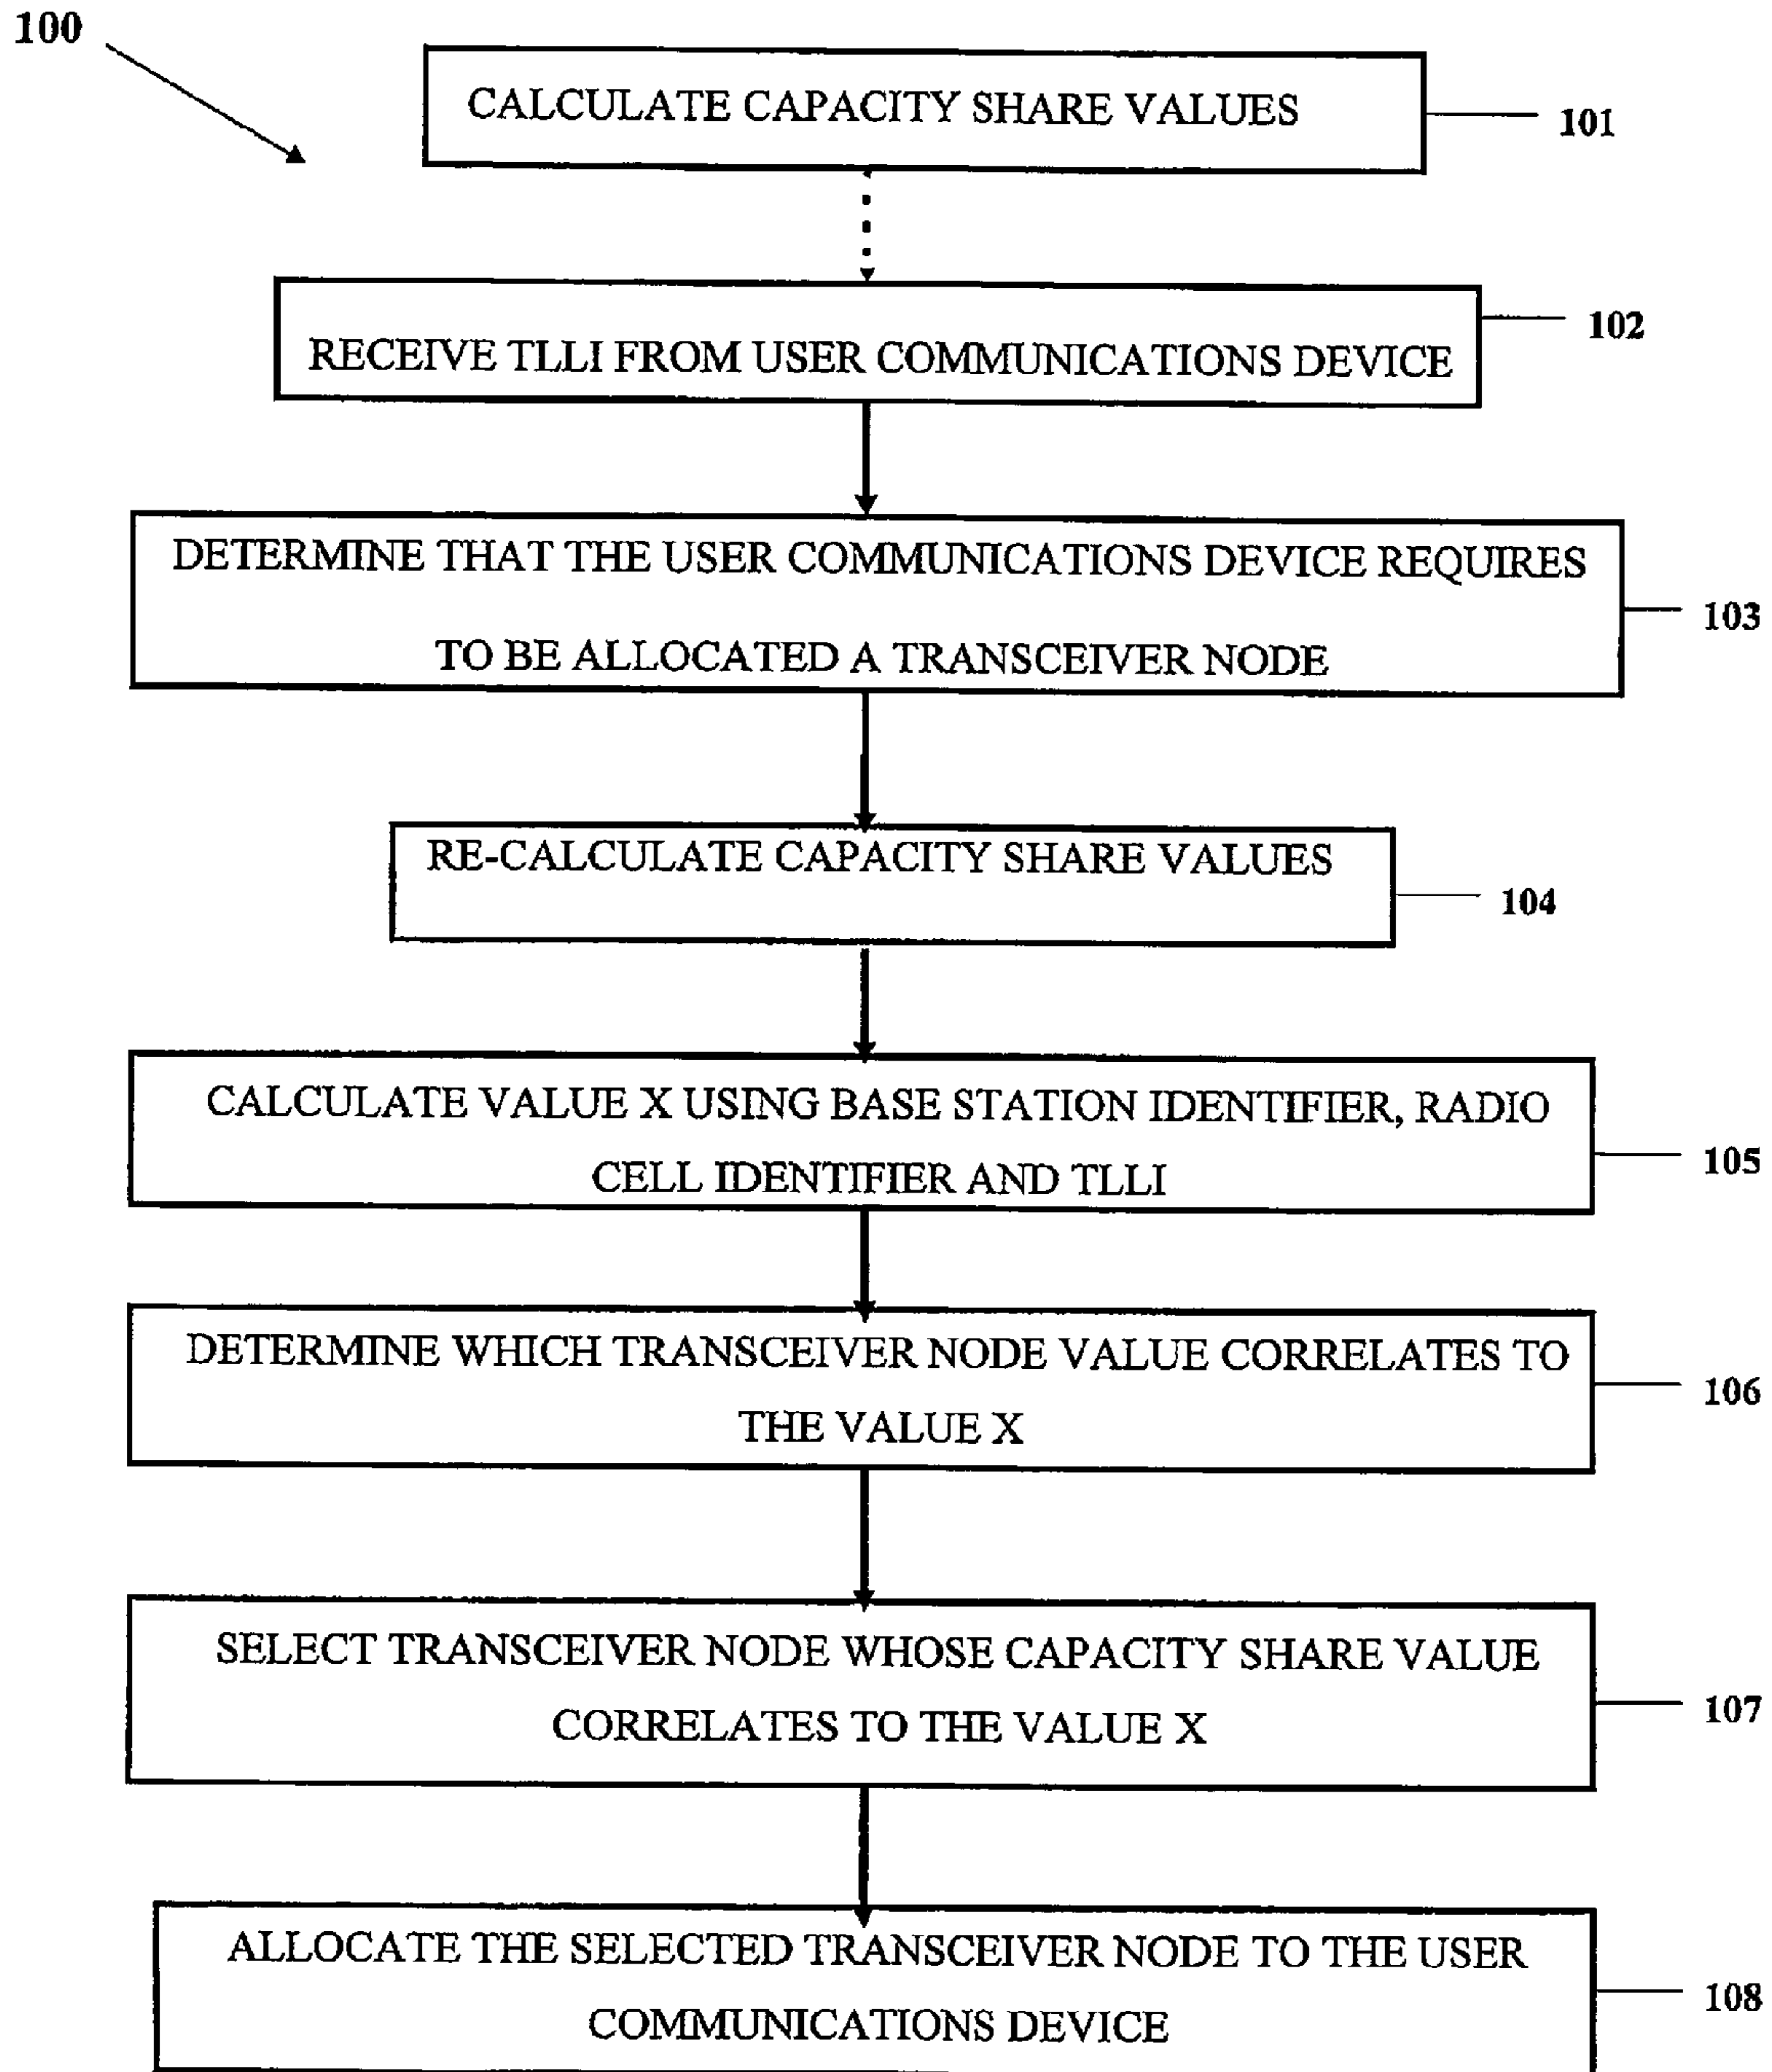 100
CALCULATE CAPACITY SHARE VALUES
101
RECEIVE TLLI FROM USER COMMUNICATIONS DEVICE
102
DETERMINE THAT THE USER COMMUNICATIONS DEVICE REQUIRES
TO BE ALLOCATED A TRANSCEIVER NODE
103
RE-CALCULATE CAPACITY SHARE VALUES
104
CALCULATE VALUE X USING BASE STATION IDENTIFIER, RADIO
CELL IDENTIFIER AND TLLI
105
DETERMINE WHICH TRANSCEIVER NODE VALUE CORRELATES TO
THE VALUE X
106
SELECT TRANSCEIVER NODE WHOSE CAPACITY SHARE VALUE
CORRELATES TO THE VALUE X
107
ALLOCATE THE SELECTED TRANSCEIVER NODE TO THE USER
COMMUNICATIONS DEVICE
108